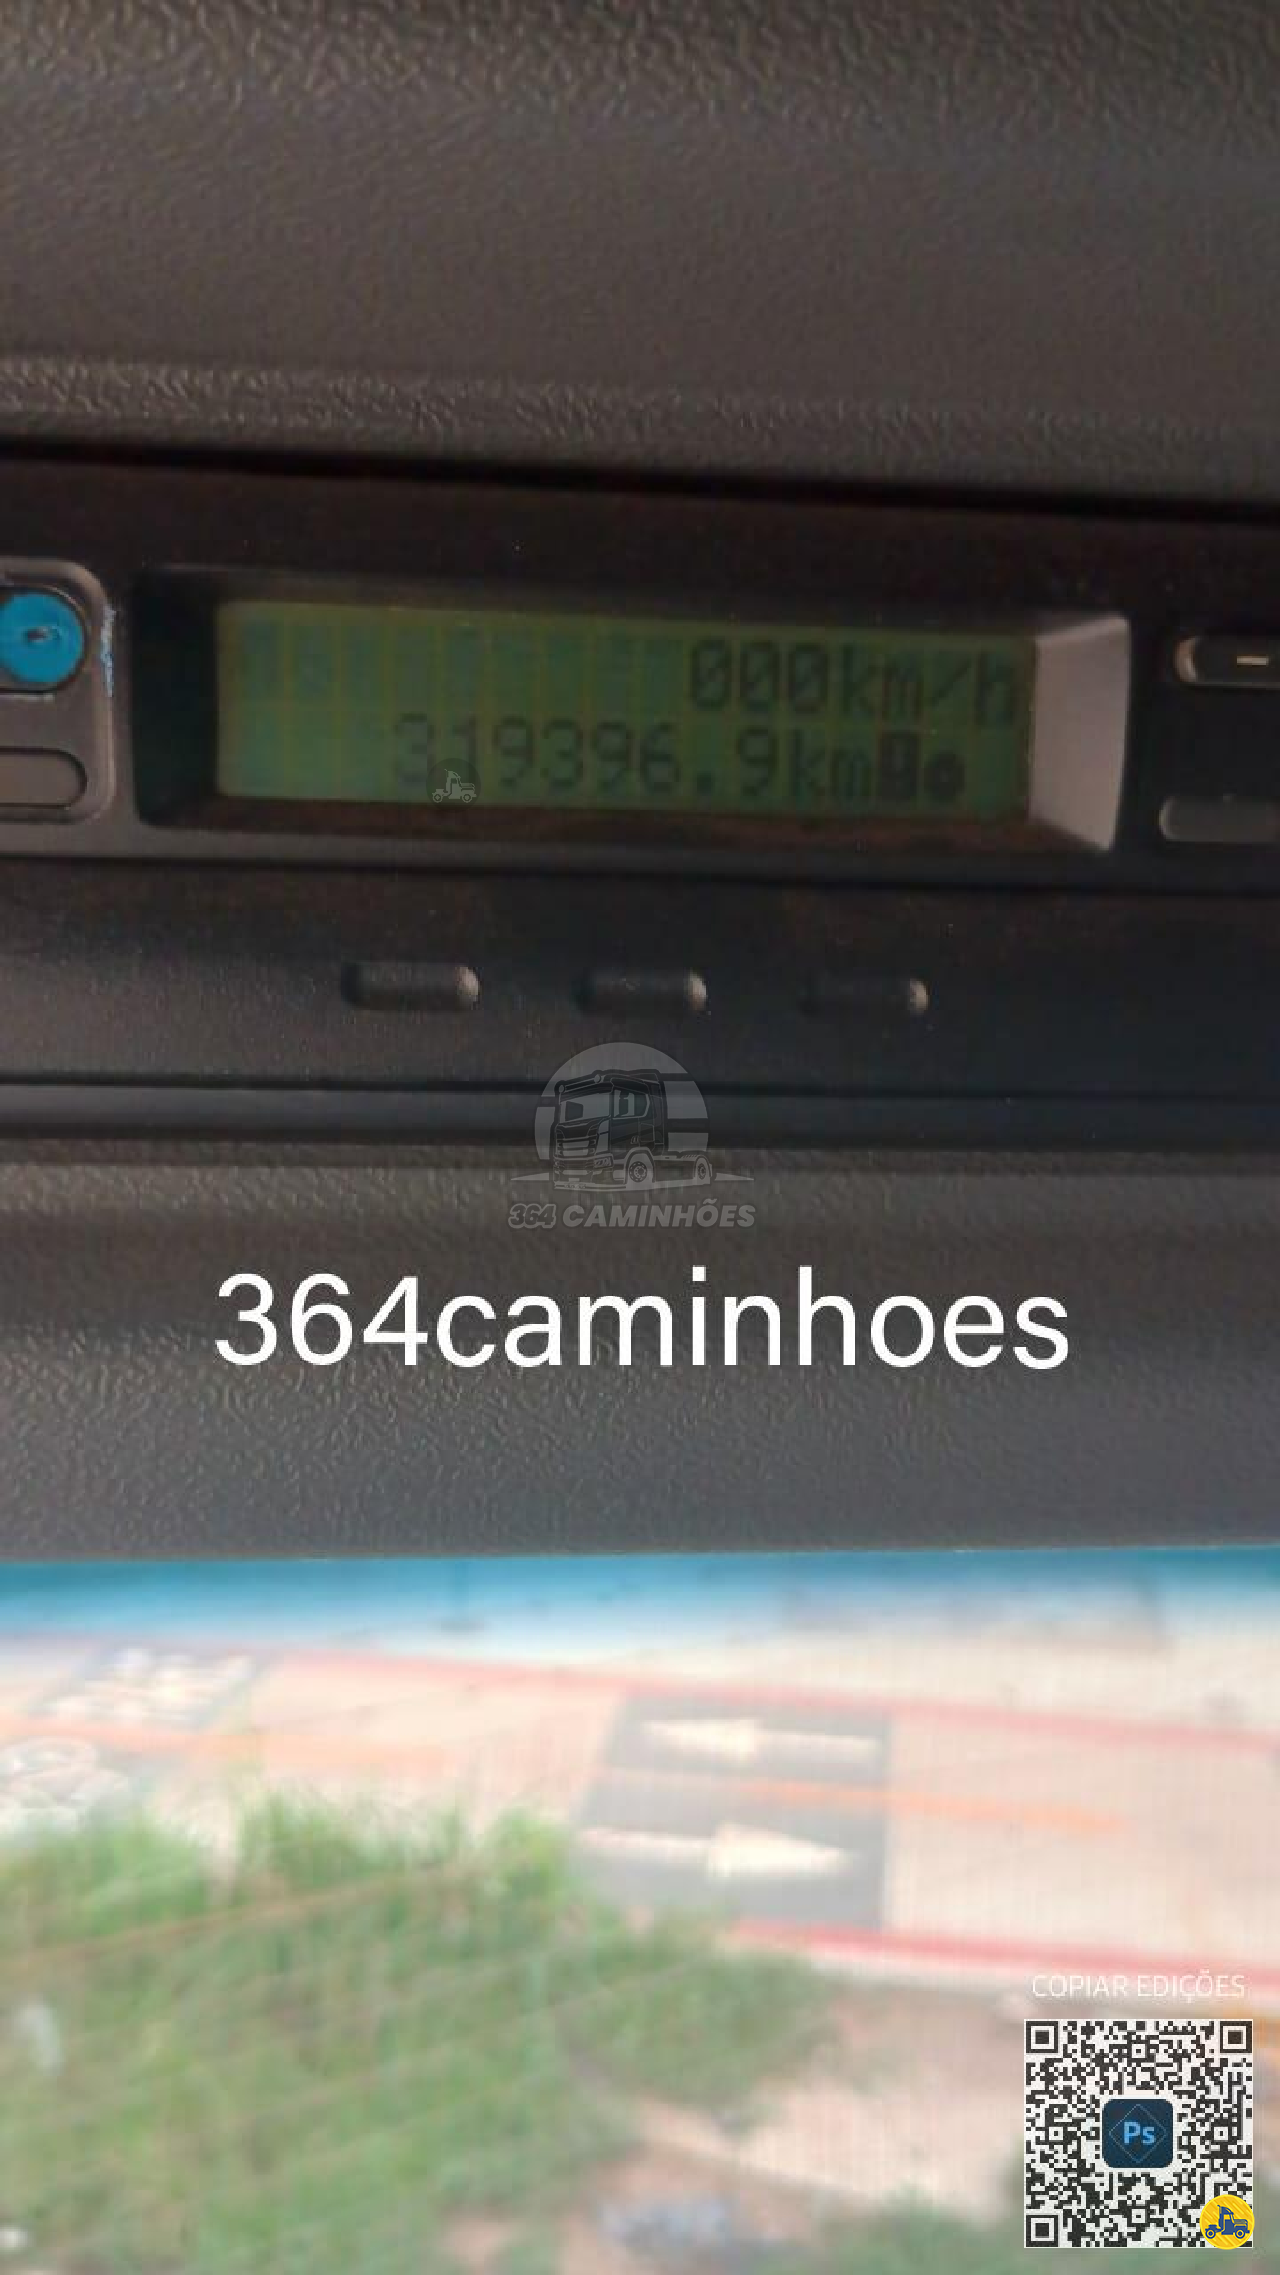 000km/h
319396.9km
364 CAMINHÕES
364caminhoes
COPIAR EDIÇÕES
Ps